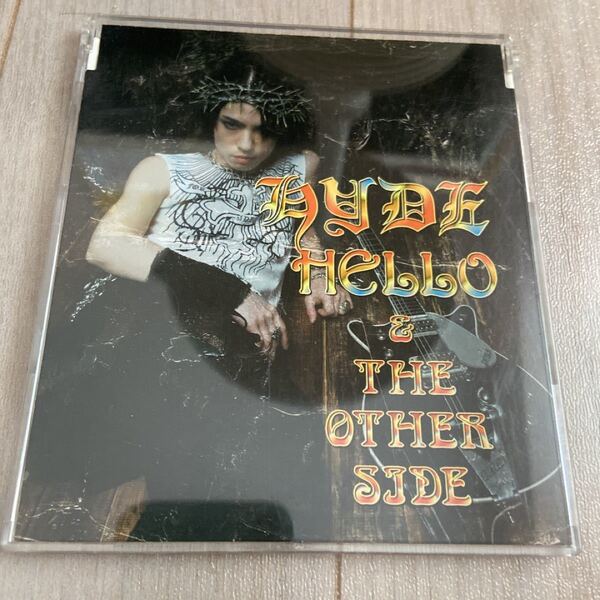 HYDE
HELLO
&
THE
OTHER
SIDE